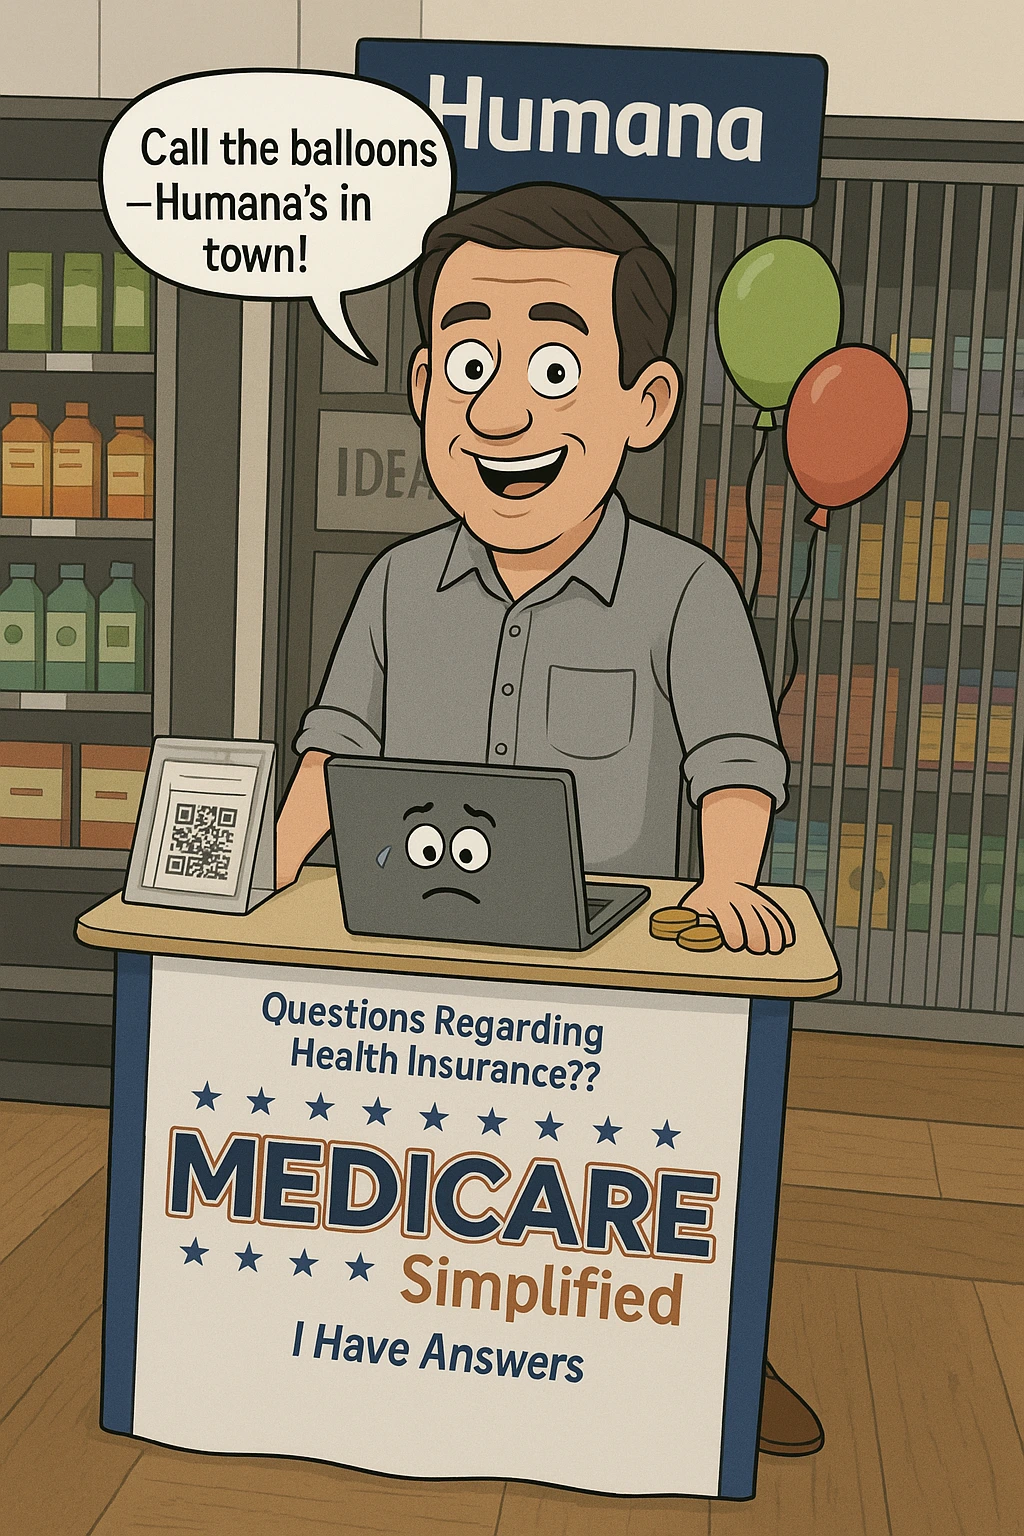 Humana
Call the balloons
–Humana's in
town!
IDEA
Questions Regarding
Health Insurance??
MEDICARE
Simplified
I Have Answers